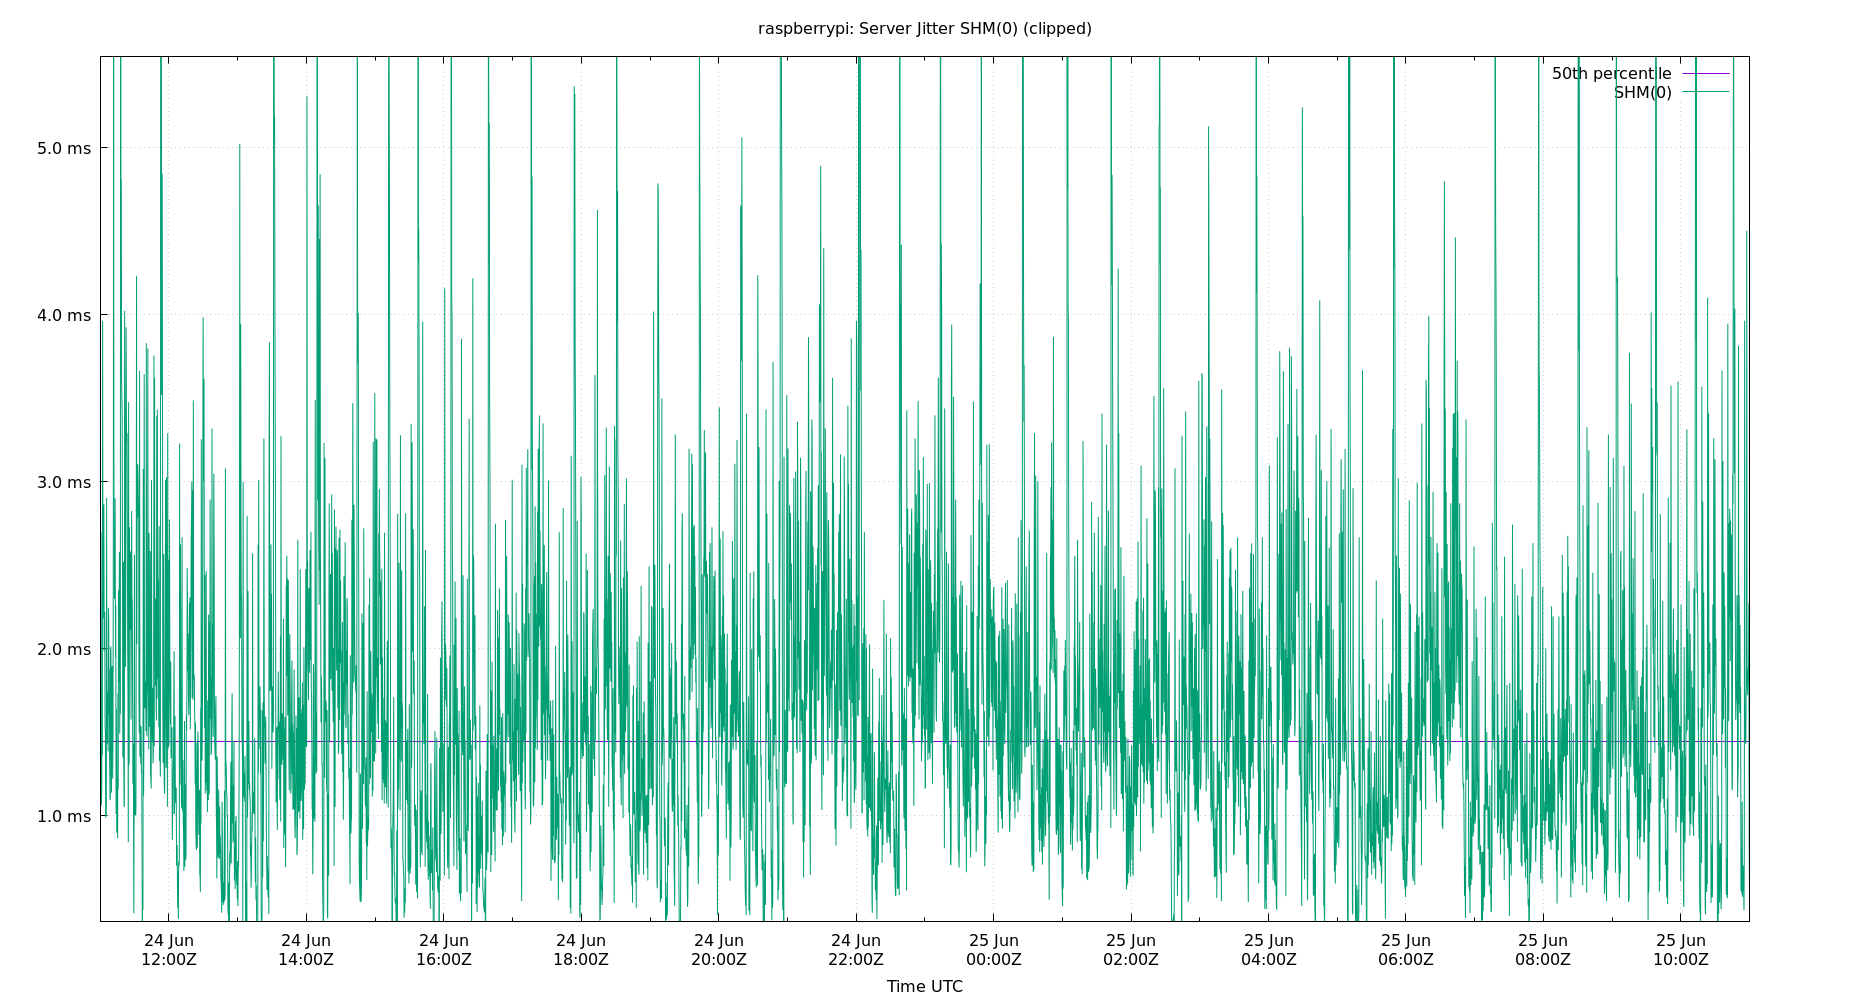 raspberrypi: Server Jitter SHM(0) (clipped)
50th percentile
SHM(0)
5.0 ms
4.0 ms
3.0 ms
2.0 ms
1.0 ms
24 Jun 24 Jun 24 Jun 24 Jun 24 Jun 24 Jun 25 Jun 25 Jun 25 Jun 25 Jun 25 Jun 25 Jun
12:00Z 14:00Z 16:00Z 18:00Z 20:00Z 22:00Z 00:00Z 02:00Z 04:00Z 06:00Z 08:00Z 10:00Z
Time UTC